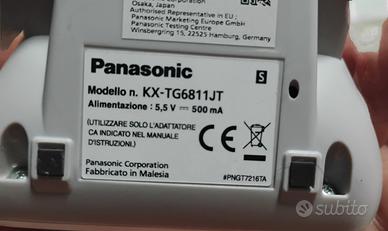 Panasonic Corporation
Osaka, Japan
Authorised Representative in EU ;
Panasonic Marketing Europe GmbH
Panasonic Testing Centre
Winsbergring 15, 22525 Hamburg, Germany
Panasonic
S
Modello n. KX-TG6811JT
Alimentazione : 5,5 V ⎓ 500 mA
(UTILIZZARE SOLO L'ADATTATORE
CA INDICATO NEL MANUALE
D'ISTRUZIONI.)
CE
Panasonic Corporation
Fabbricato in Malesia
#PNGT7216TA
subito